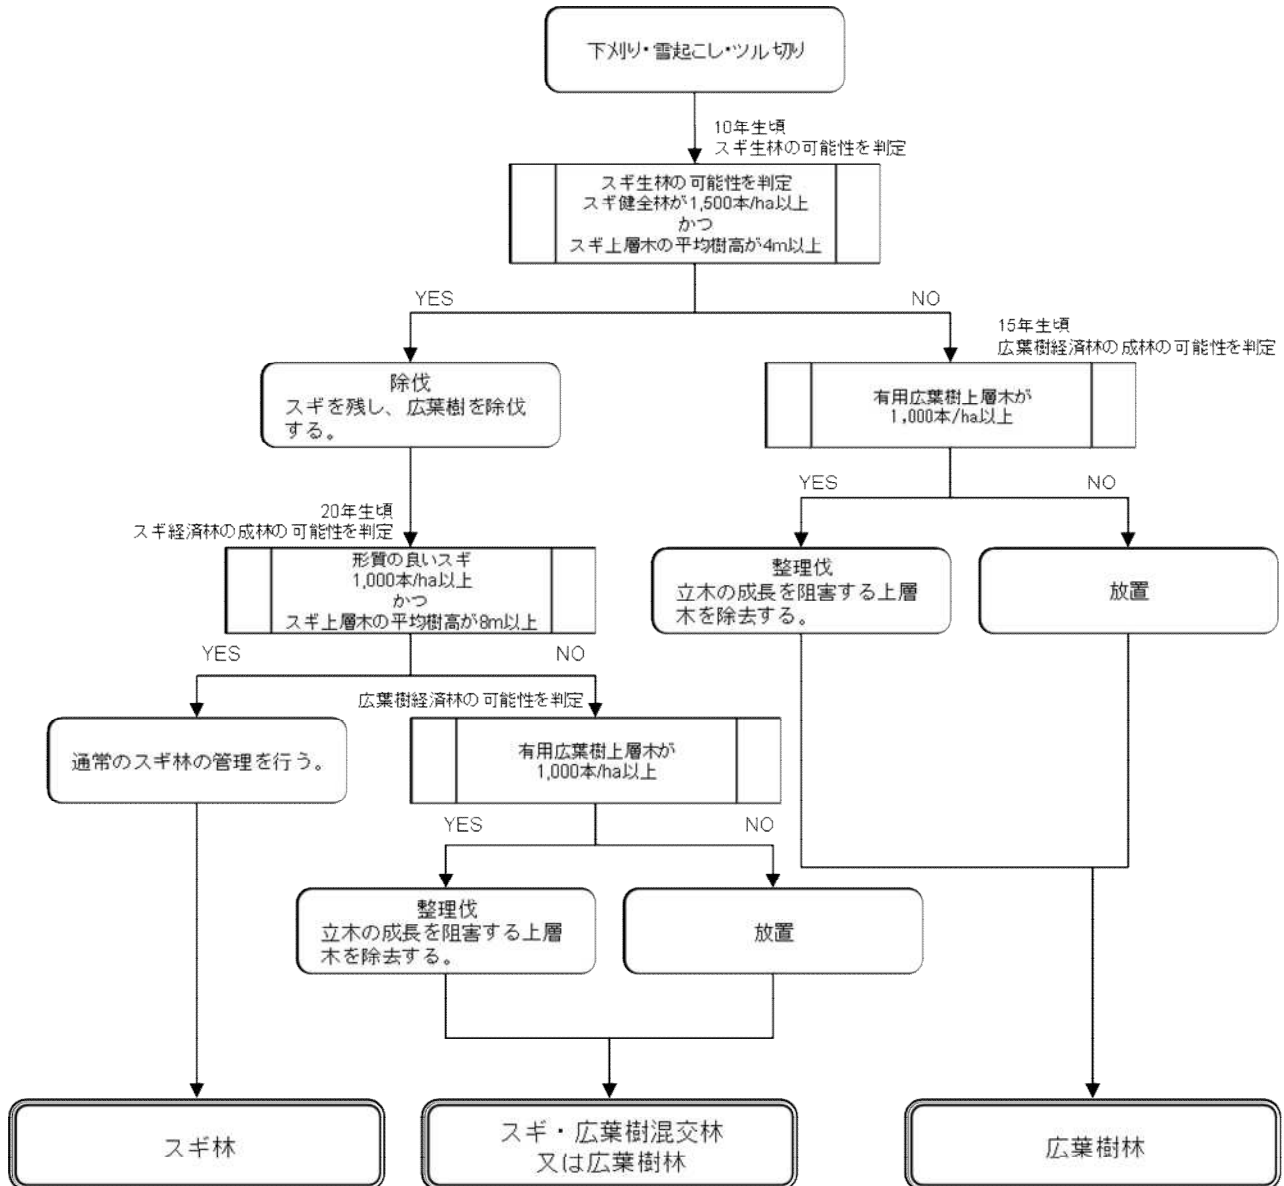 下刈り・雪起こし・ツル切り
10年生頃
スギ生林の可能性を判定
スギ生林の可能性を判定
スギ健全林が1,500本/ha以上
かつ
スギ上層木の平均樹高が4m以上
YES
NO
15年生頃
広葉樹経済林の成林の可能性を判定
除伐
スギを残し、広葉樹を除伐
する。
有用広葉樹上層木が
1,000本/ha以上
YES
NO
20年生頃
スギ経済林の成林の可能性を判定
形質の良いスギ
1,000本/ha以上
かつ
スギ上層木の平均樹高が8m以上
整理伐
立木の成長を阻害する上層
木を除去する。
放置
YES
NO
広葉樹経済林の可能性を判定
通常のスギ林の管理を行う。
有用広葉樹上層木が
1,000本/ha以上
YES
NO
整理伐
立木の成長を阻害する上層
木を除去する。
放置
スギ林
スギ・広葉樹混交林
又は広葉樹林
広葉樹林